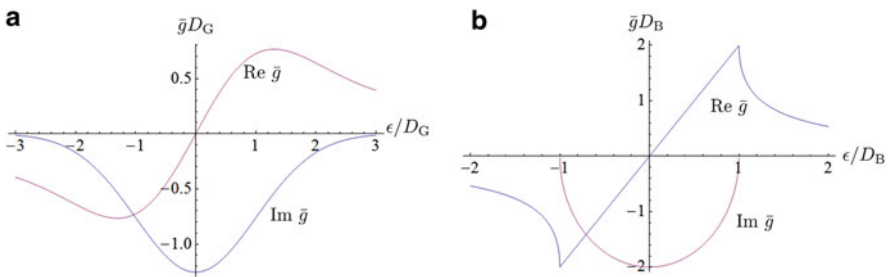 a
ḡD_G
0.5
Re ḡ
ϵ/D_G
−3 −2 −1 1 2 3
−0.5
Im ḡ
−1.0
b
ḡD_B
2
1
Re ḡ
ϵ/D_B
−2 −1 1 2
−1
Im ḡ
−2